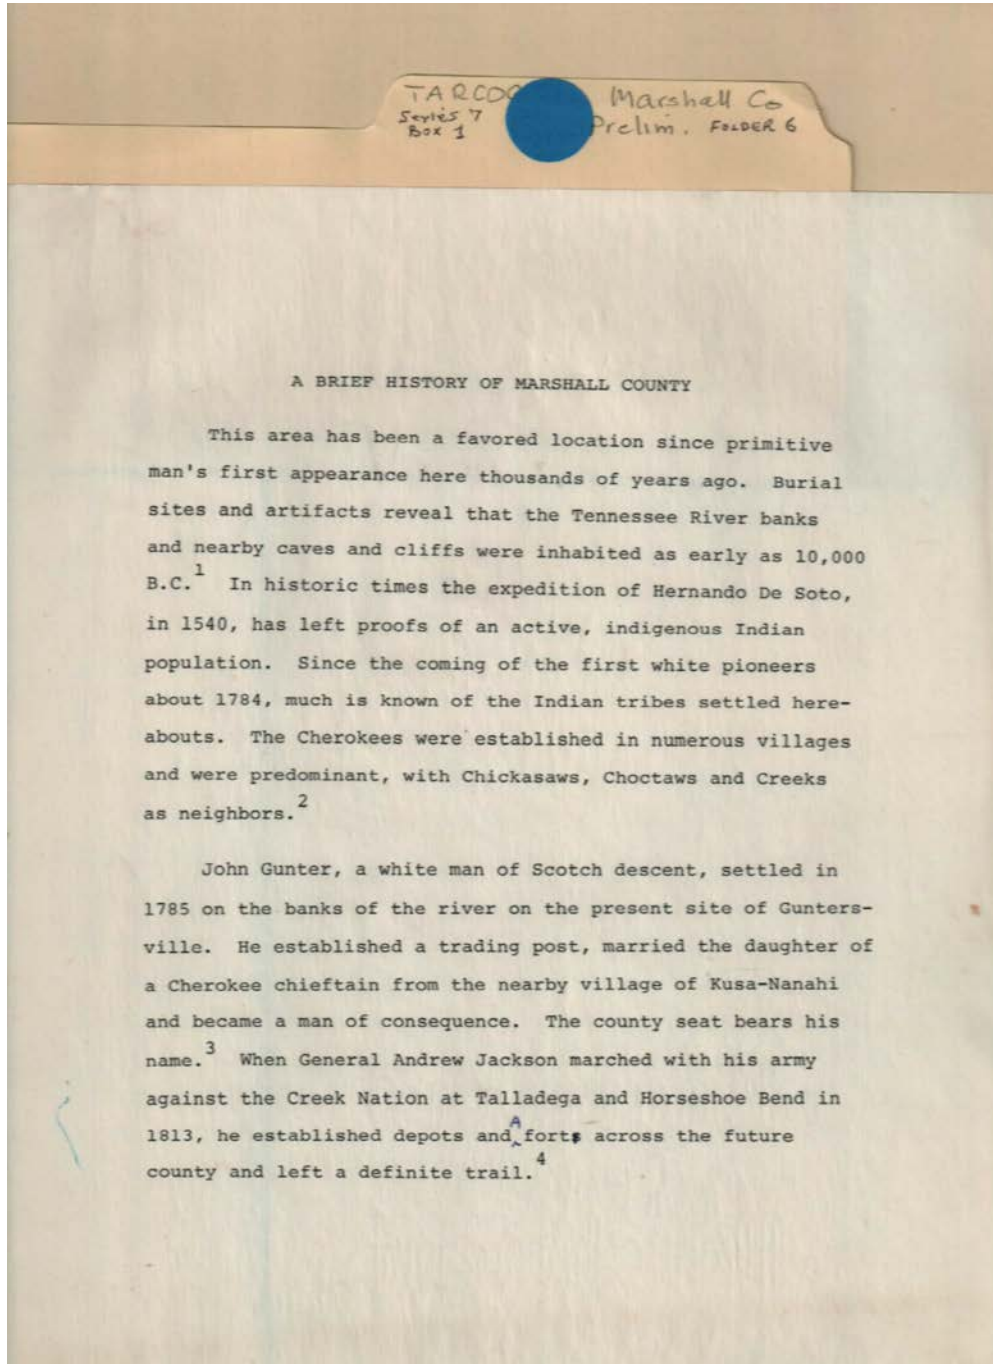 TARCOG Marshall Co
Series 7 Prelim. FOLDER 6
Box 1
A BRIEF HISTORY OF MARSHALL COUNTY
This area has been a favored location since primitive
man's first appearance here thousands of years ago. Burial
sites and artifacts reveal that the Tennessee River banks
and nearby caves and cliffs were inhabited as early as 10,000
B.C.1 In historic times the expedition of Hernando De Soto,
in 1540, has left proofs of an active, indigenous Indian
population. Since the coming of the first white pioneers
about 1784, much is known of the Indian tribes settled here-
abouts. The Cherokees were established in numerous villages
and were predominant, with Chickasaws, Choctaws and Creeks
as neighbors.2
John Gunter, a white man of Scotch descent, settled in
1785 on the banks of the river on the present site of Gunters-
ville. He established a trading post, married the daughter of
a Cherokee chieftain from the nearby village of Kusa-Nanahi
and became a man of consequence. The county seat bears his
name.3 When General Andrew Jackson marched with his army
against the Creek Nation at Talladega and Horseshoe Bend in
1813, he established depots and A forts across the future
county and left a definite trail.4